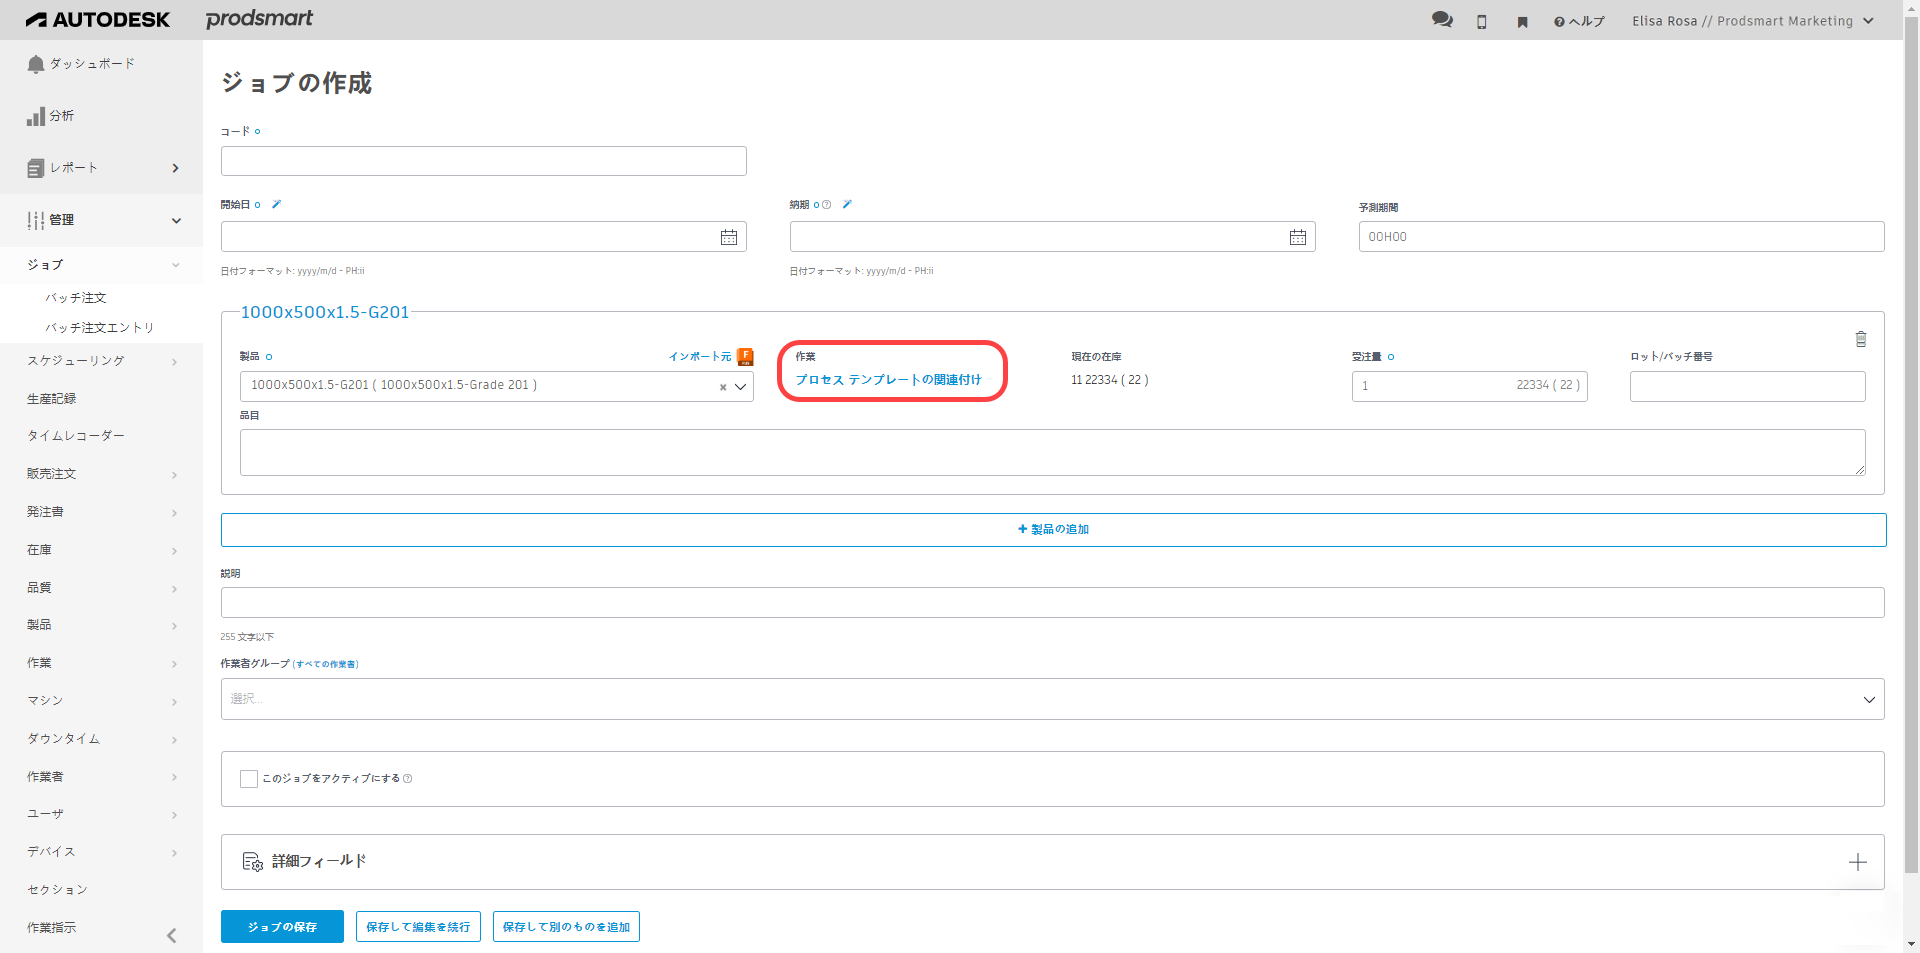 AUTODESK prodsmart
ヘルプ Elisa Rosa // Prodsmart Marketing
ダッシュボード
分析
レポート
管理
ジョブ
バッチ注文
バッチ注文エントリ
スケジューリング
生産記録
タイムレコーダー
販売注文
発注書
在庫
品質
製品
作業
マシン
ダウンタイム
作業者
ユーザ
デバイス
セクション
作業指示
ジョブの作成
コード
開始日
納期
予測期間
00H00
日付フォーマット: yyyy/m/d - PH:ii
日付フォーマット: yyyy/m/d - PH:ii
1000x500x1.5-G201
製品 インポート元
作業
現在の在庫
受注量
ロット/バッチ番号
1000x500x1.5-G201 ( 1000x500x1.5-Grade 201 )
プロセス テンプレートの関連付け
11 22334 ( 22 )
1 22334 ( 22 )
品目
+ 製品の追加
説明
255 文字以下
作業者グループ (すべての作業者)
選択...
このジョブをアクティブにする
詳細フィールド
ジョブの保存 保存して編集を続行 保存して別のものを追加